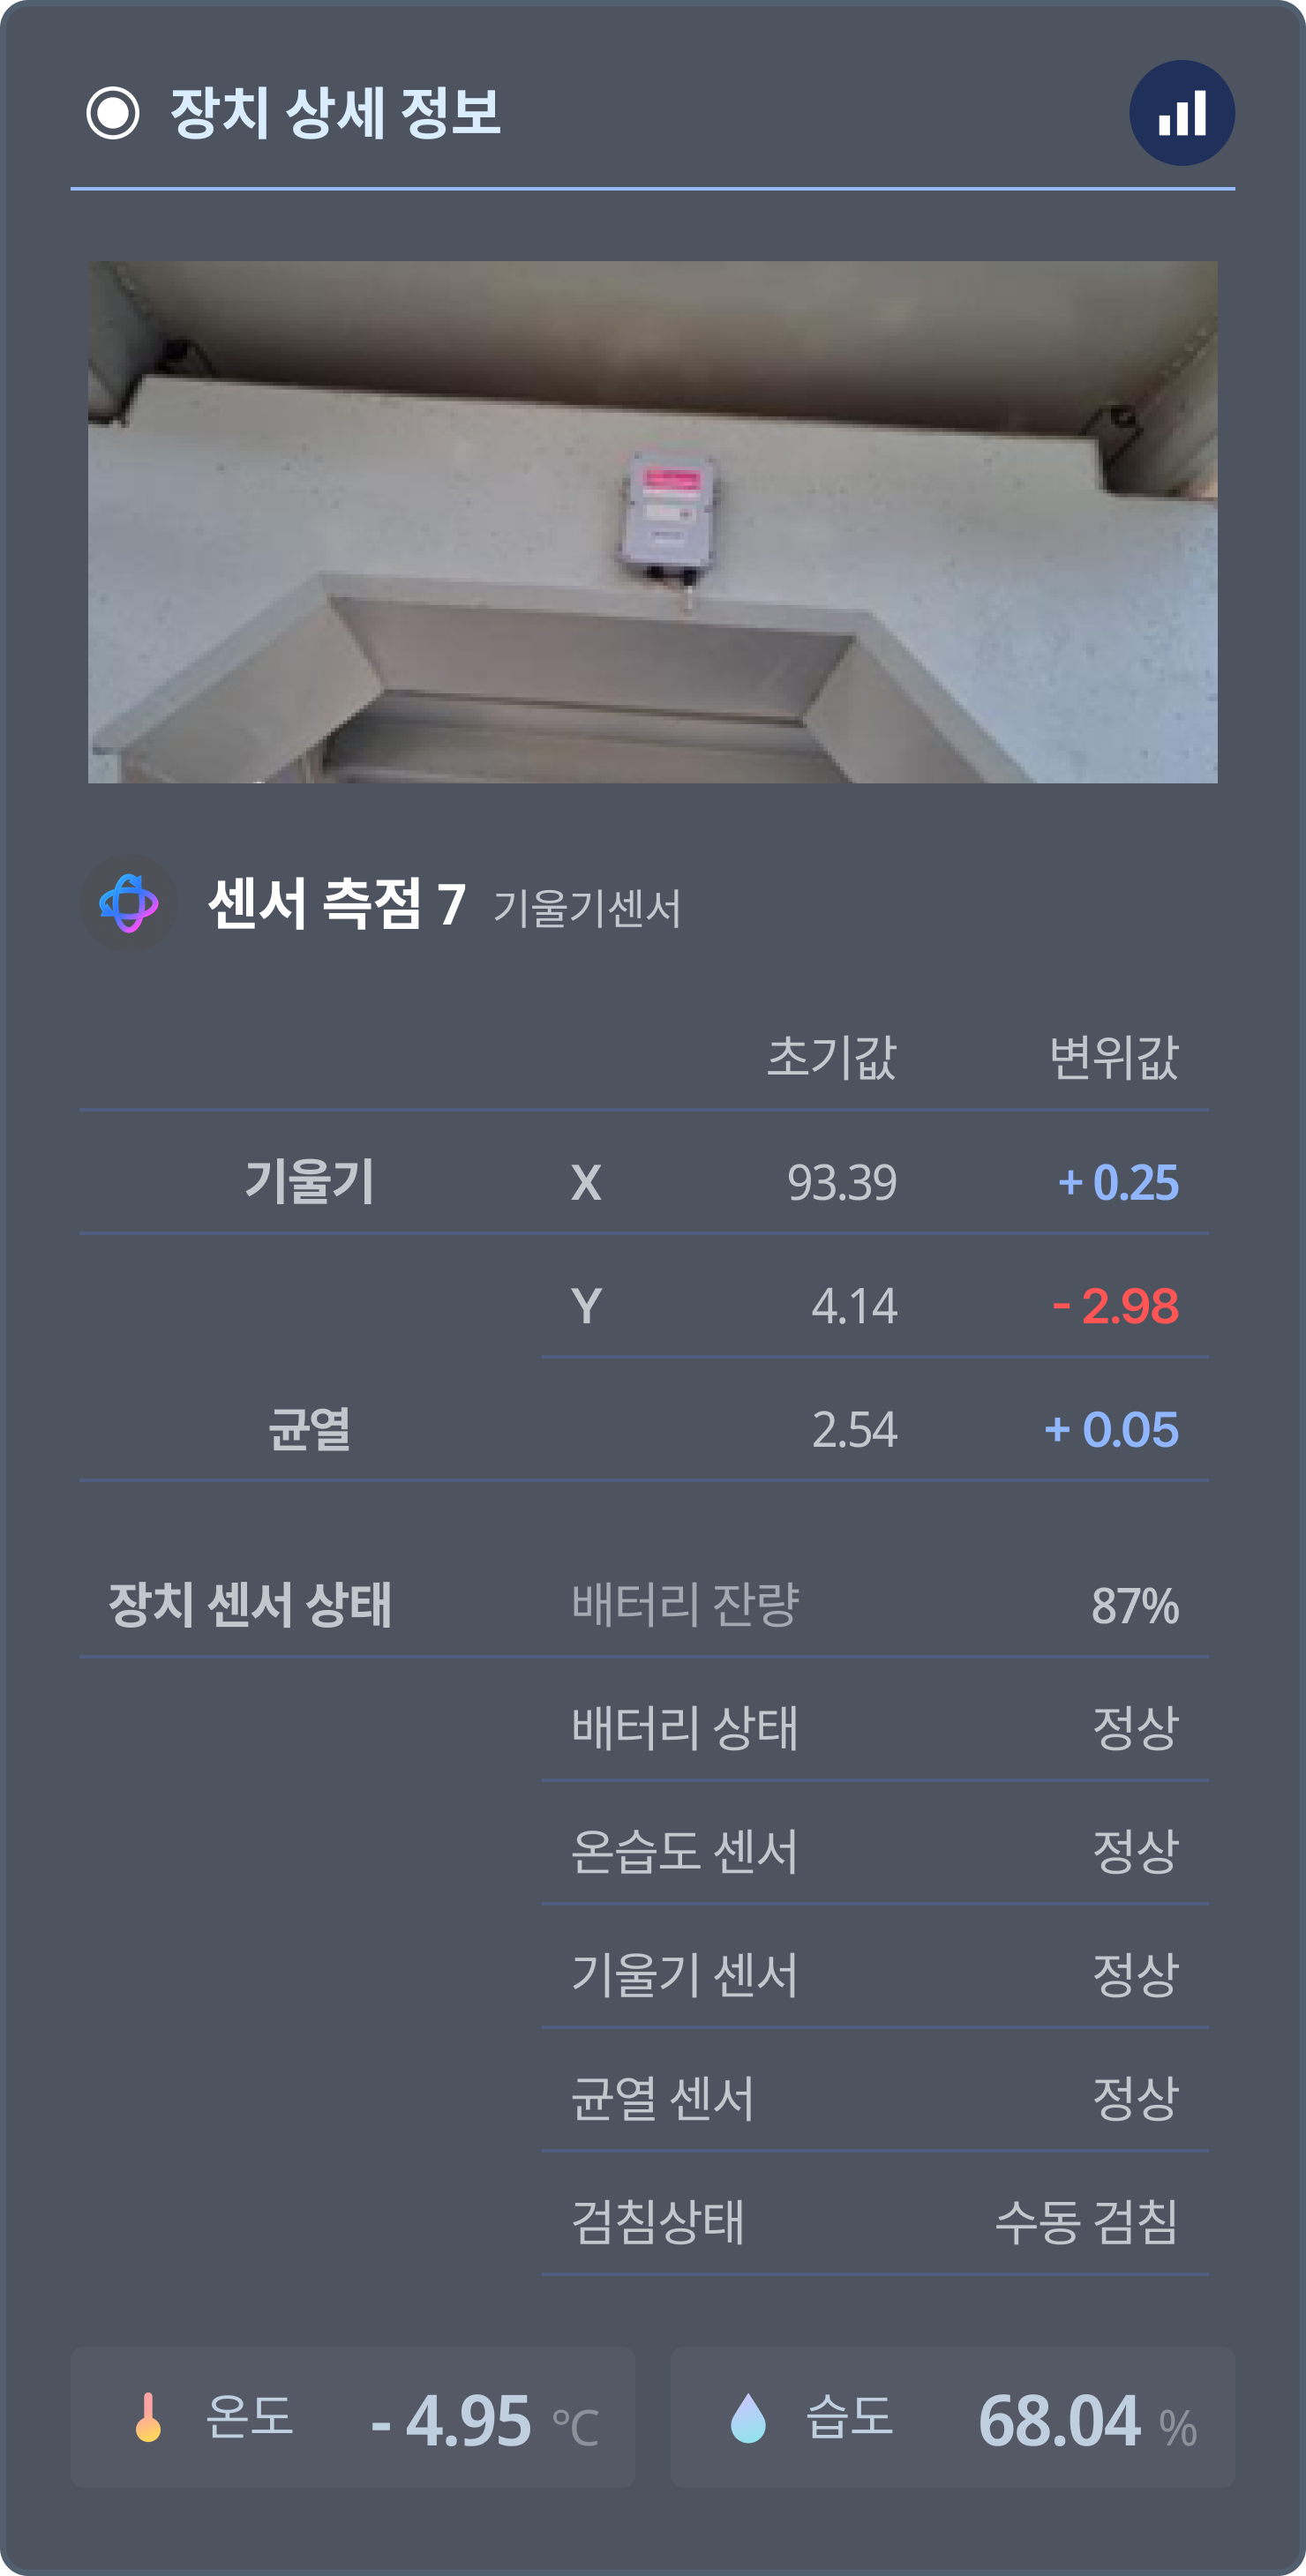 장치 상세 정보
센서 측점 7 기울기센서
초기값 변위값
기울기 X 93.39 + 0.25
Y 4.14 - 2.98
균열 2.54 + 0.05
장치 센서 상태 배터리 잔량 87%
배터리 상태 정상
온습도 센서 정상
기울기 센서 정상
균열 센서 정상
검침상태 수동 검침
온도 - 4.95 °C 습도 68.04 %